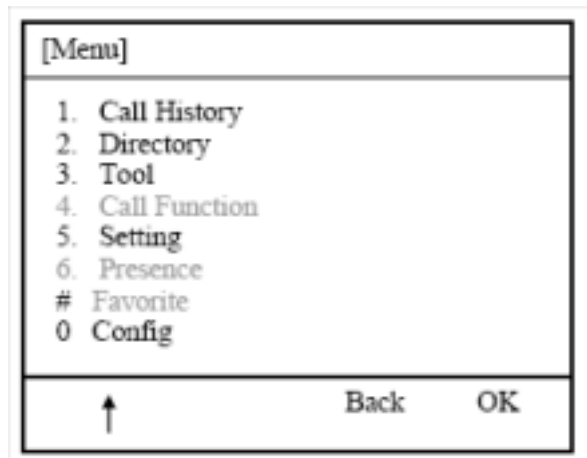 [Menu]
1. Call History
2. Directory
3. Tool
4. Call Function
5. Setting
6. Presence
# Favorite
0 Config
↑ Back OK